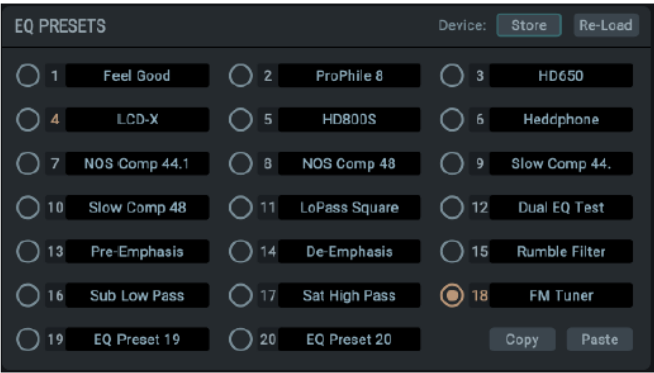 EQ PRESETS Device: Store Re-Load
1 Feel Good 2 ProPhile 8 3 HD650
4 LCD-X 5 HD800S 6 Heddphone
7 NOS Comp 44.1 8 NOS Comp 48 9 Slow Comp 44.
10 Slow Comp 48 11 LoPass Square 12 Dual EQ Test
13 Pre-Emphasis 14 De-Emphasis 15 Rumble Filter
16 Sub Low Pass 17 Sat High Pass 18 FM Tuner
19 EQ Preset 19 20 EQ Preset 20 Copy Paste